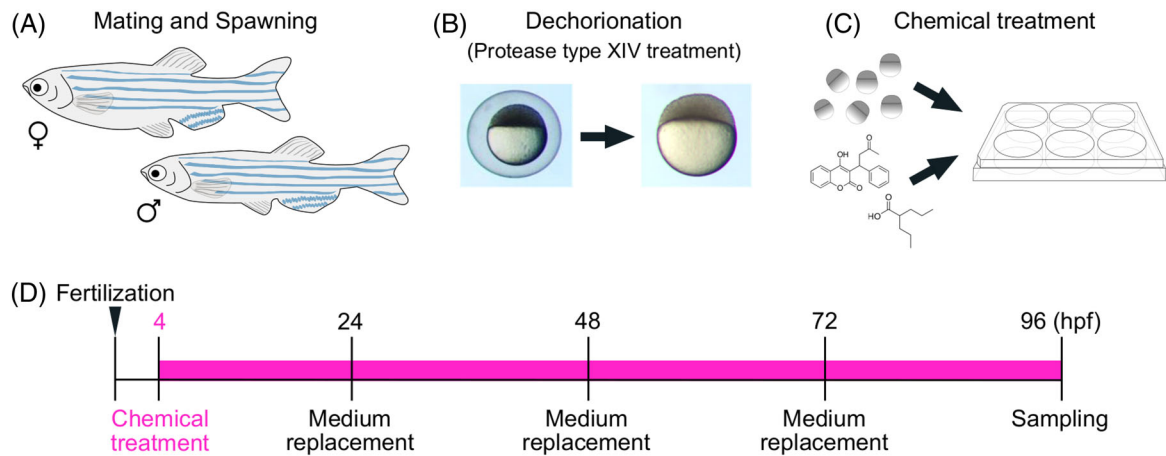 (A) Mating and Spawning
♀
♂
(B) Dechorionation
(Protease type XIV treatment)
(C) Chemical treatment
OH
O
O
O
O
HO
(D)
Fertilization
4 24 48 72 96 (hpf)
Chemical
treatment
Medium
replacement
Medium
replacement
Medium
replacement
Sampling